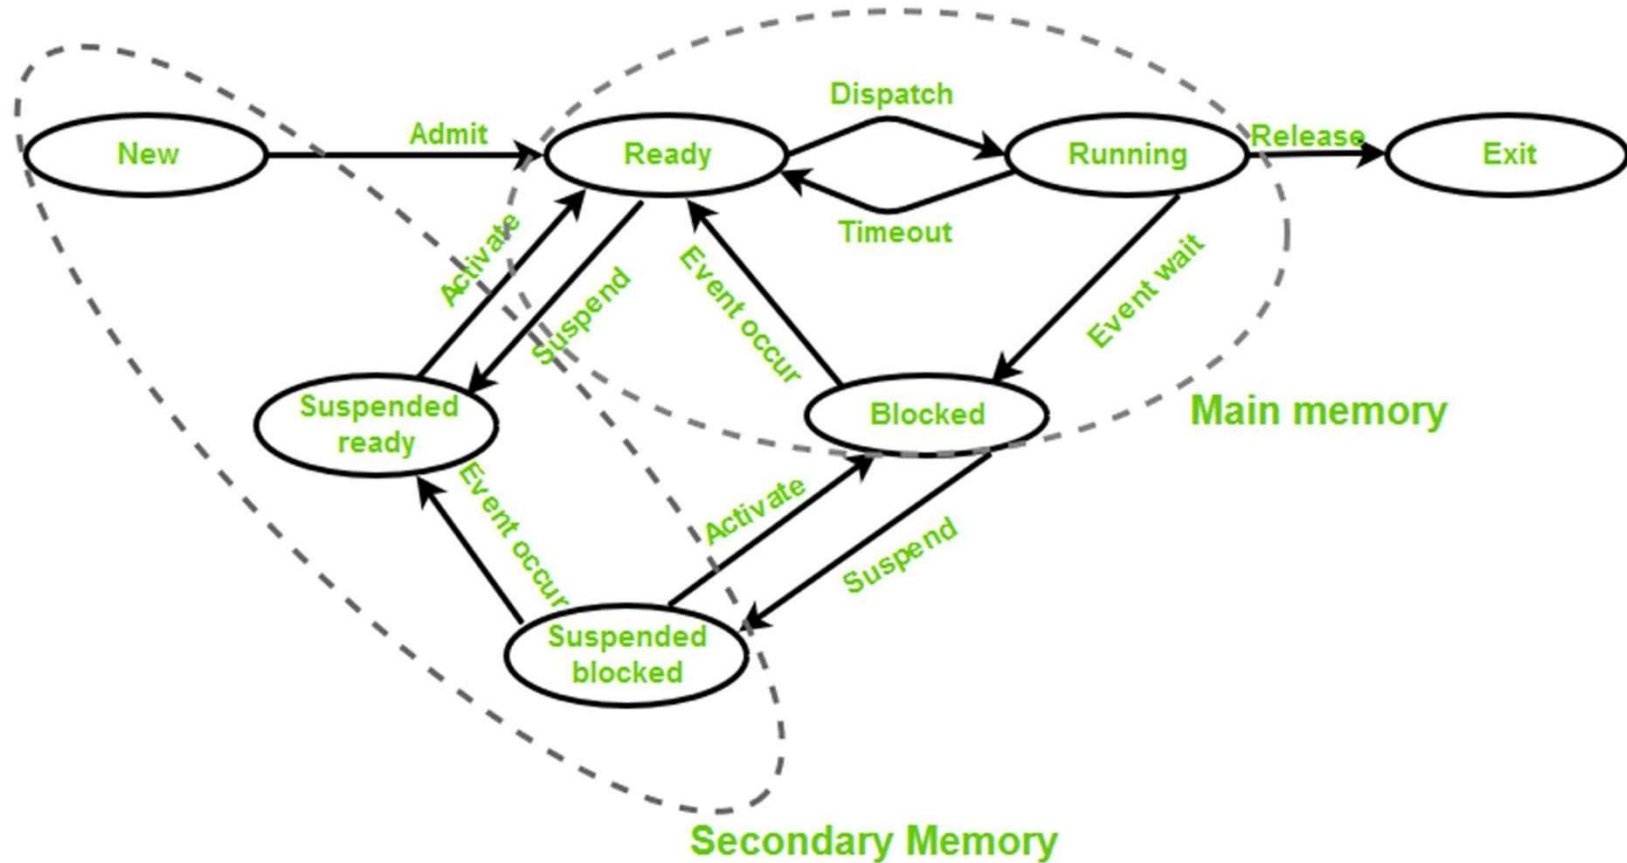 Dispatch
New
Admit
Ready
Running
Release
Exit
Timeout
Activate
Suspend
Event occur
Event wait
Suspended
ready
Blocked
Main memory
Event occur
Activate
Suspend
Suspended
blocked
Secondary Memory